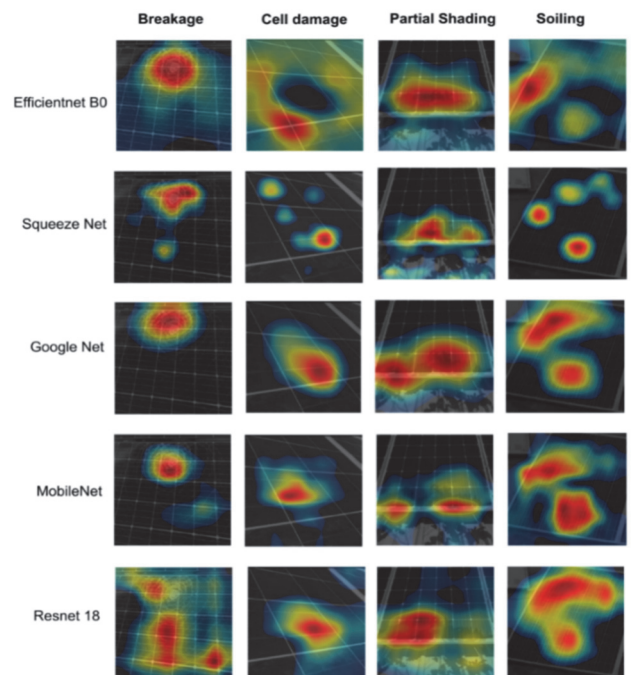 Breakage Cell damage Partial Shading Soiling
Efficientnet B0
Squeeze Net
Google Net
MobileNet
Resnet 18